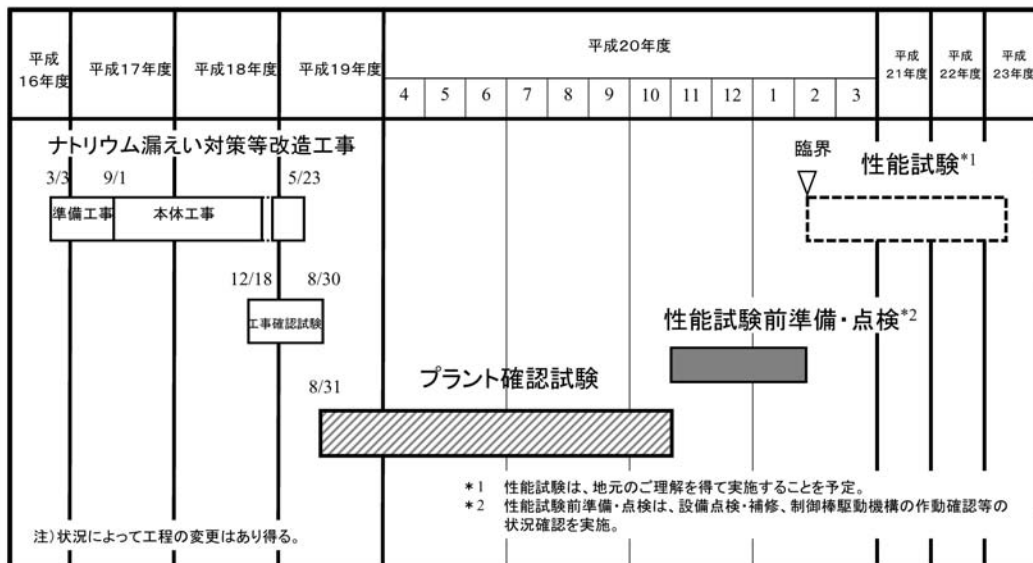 平成
16年度
平成17年度
平成18年度
平成19年度
平成20年度
平成
21年度
平成
22年度
平成
23年度
4 5 6 7 8 9 10 11 12 1 2 3
ナトリウム漏えい対策等改造工事
3/3 9/1 5/23
準備工事 本体工事
臨界
性能試験*1
12/18 8/30
工事確認試験
性能試験前準備・点検*2
8/31
プラント確認試験
*1 性能試験は、地元のご理解を得て実施することを予定。
*2 性能試験前準備・点検は、設備点検・補修、制御棒駆動機構の作動確認等の
状況確認を実施。
注)状況によって工程の変更はあり得る。